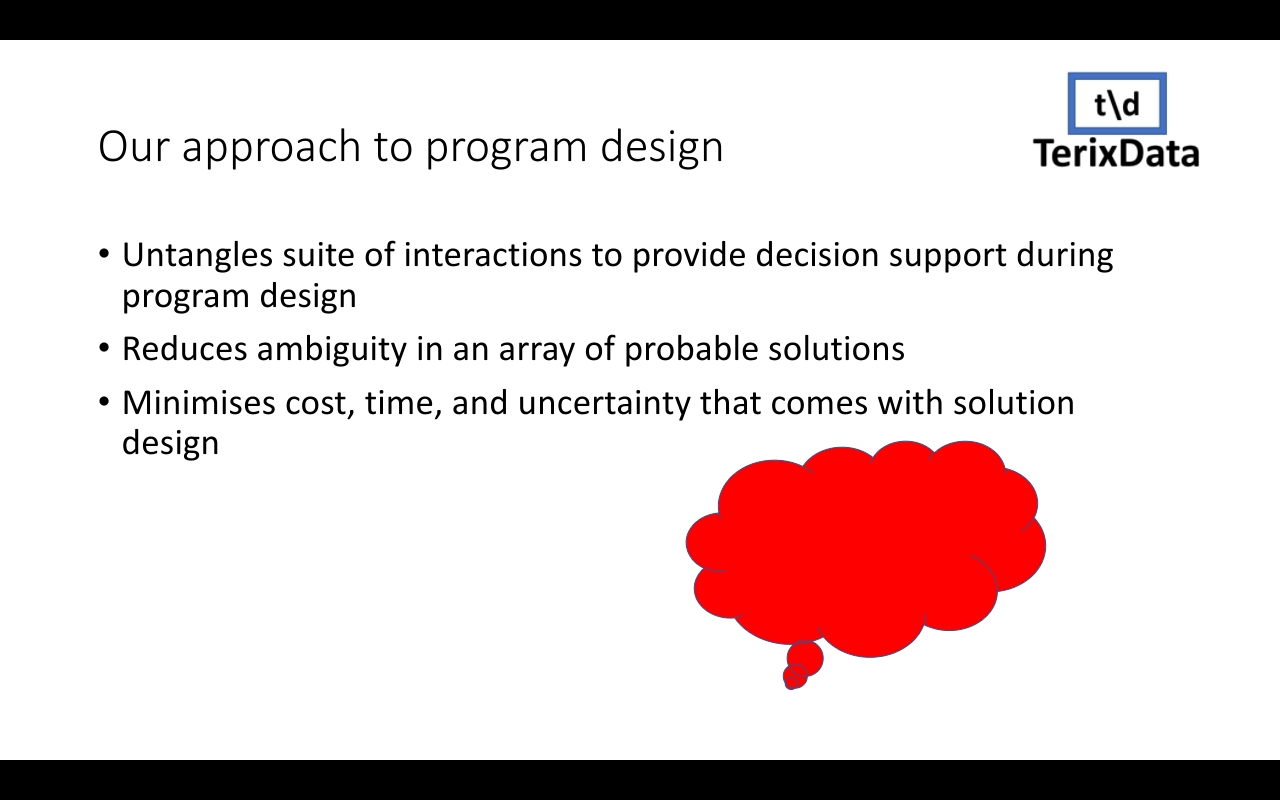 t\d
TerixData
Our approach to program design
• Untangles suite of interactions to provide decision support during
program design
• Reduces ambiguity in an array of probable solutions
• Minimises cost, time, and uncertainty that comes with solution
design